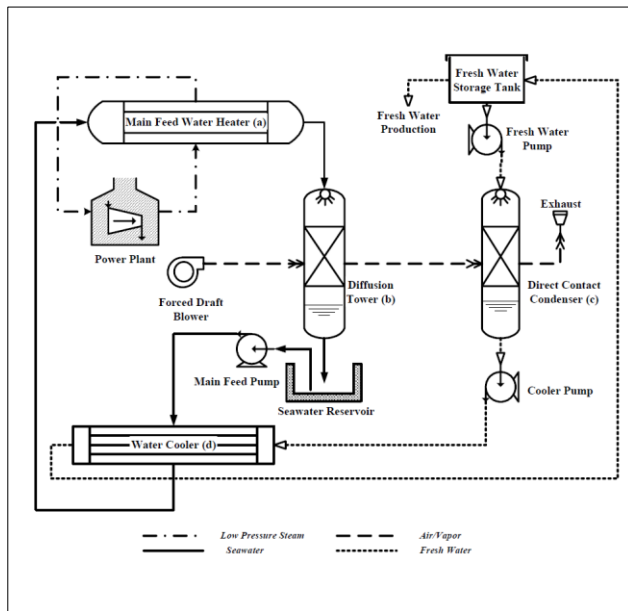 Fresh Water
Storage Tank
Main Feed Water Heater (a)
Fresh Water
Production
Fresh Water
Pump
Exhaust
Power Plant
Forced Draft
Blower
Diffusion
Tower (b)
Direct Contact
Condenser (c)
Main Feed Pump
Seawater Reservoir
Cooler Pump
Water Cooler (d)
Low Pressure Steam
Air/Vapor
Seawater
Fresh Water